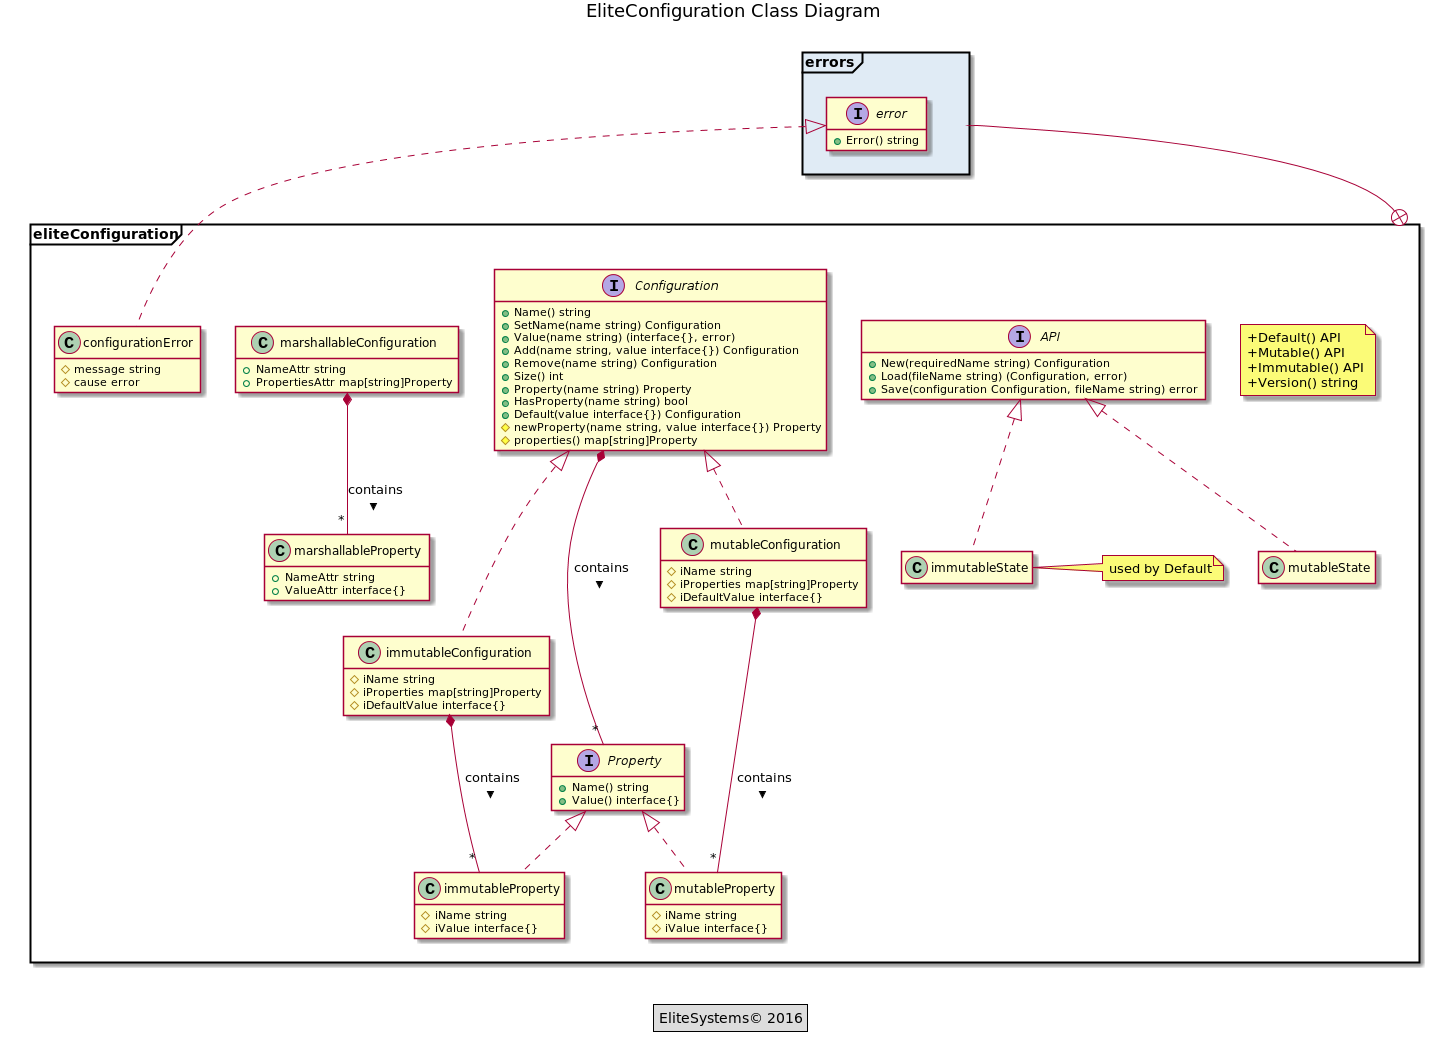 EliteConfiguration Class Diagram
errors
I error
Error() string
eliteConfiguration
C configurationError
message string
cause error
C marshallableConfiguration
NameAttr string
PropertiesAttr map[string]Property
I Configuration
Name() string
SetName(name string) Configuration
Value(name string) (interface{}, error)
Add(name string, value interface{}) Configuration
Remove(name string) Configuration
Size() int
Property(name string) Property
HasProperty(name string) bool
Default(value interface{}) Configuration
newProperty(name string, value interface{}) Property
properties() map[string]Property
I API
New(requiredName string) Configuration
Load(fileName string) (Configuration, error)
Save(configuration Configuration, fileName string) error
+Default() API
+Mutable() API
+Immutable() API
+Version() string
contains
*
C marshallableProperty
NameAttr string
ValueAttr interface{}
contains
C mutableConfiguration
iName string
iProperties map[string]Property
iDefaultValue interface{}
C immutableState
used by Default
C mutableState
C immutableConfiguration
iName string
iProperties map[string]Property
iDefaultValue interface{}
*
I Property
Name() string
Value() interface{}
contains
contains
*
*
C immutableProperty
iName string
iValue interface{}
C mutableProperty
iName string
iValue interface{}
EliteSystems© 2016